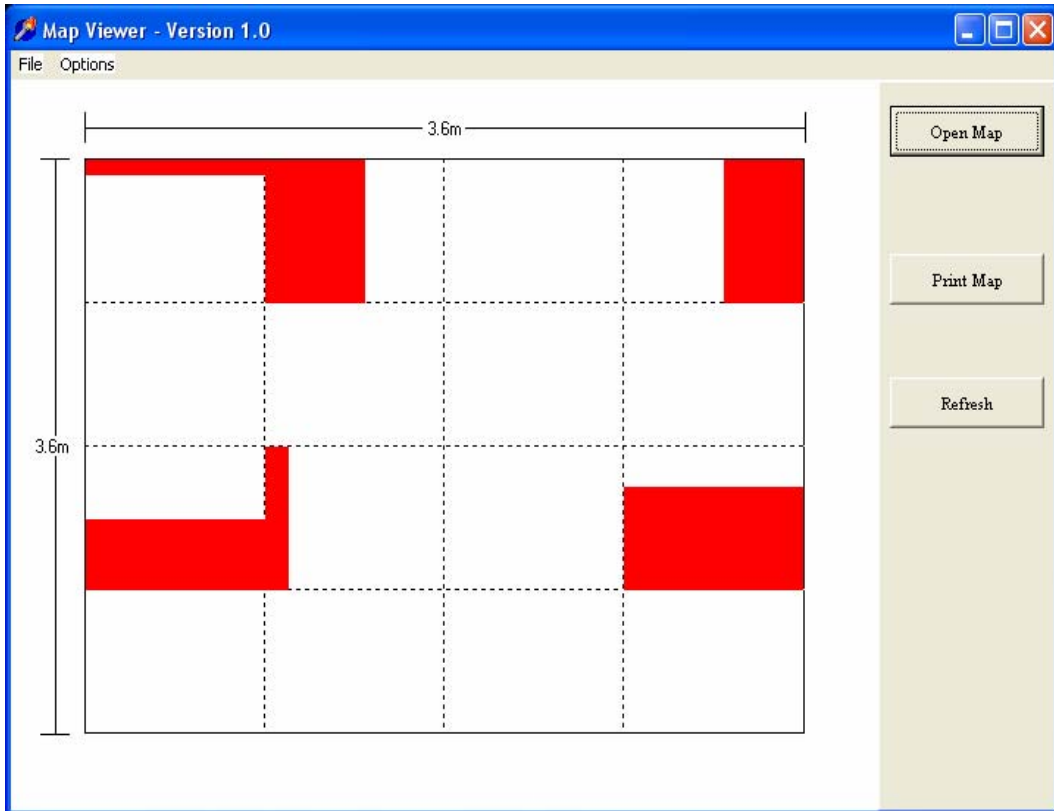 Map Viewer - Version 1.0
File Options
3.6m
Open Map
Print Map
Refresh
3.6m